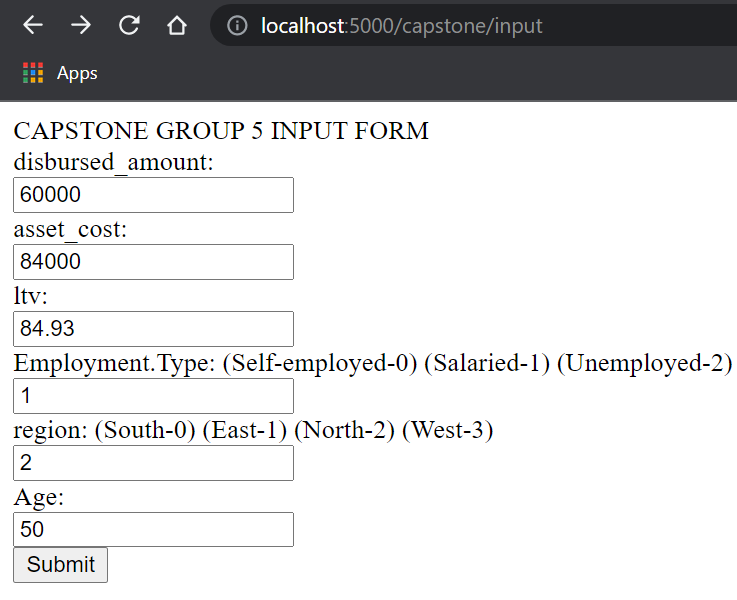 localhost:5000/capstone/input
Apps
CAPSTONE GROUP 5 INPUT FORM
disbursed_amount:
60000
asset_cost:
84000
ltv:
84.93
Employment.Type: (Self-employed-0) (Salaried-1) (Unemployed-2)
1
region: (South-0) (East-1) (North-2) (West-3)
2
Age:
50
Submit